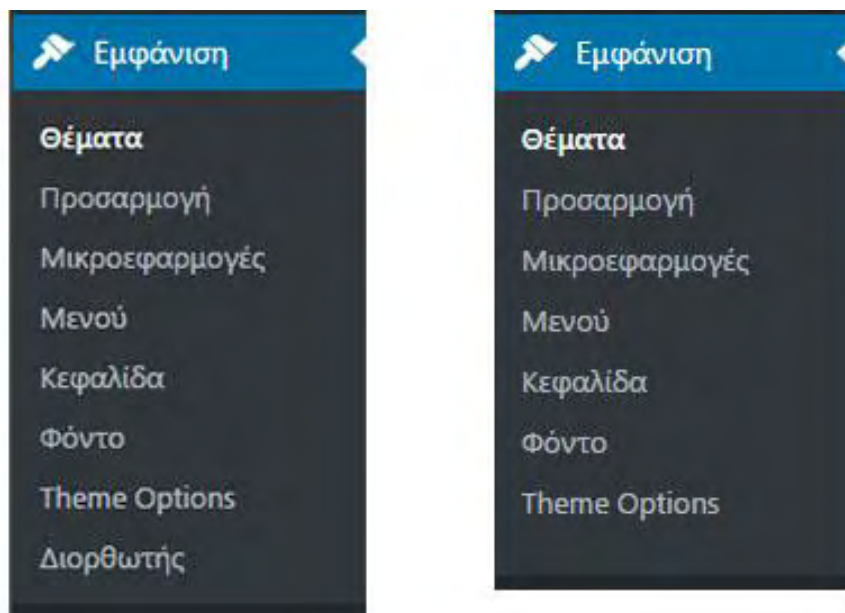 Εμφάνιση
Θέματα
Προσαρμογή
Μικροεφαρμογές
Μενού
Κεφαλίδα
Φόντο
Theme Options
Διορθωτής
Εμφάνιση
Θέματα
Προσαρμογή
Μικροεφαρμογές
Μενού
Κεφαλίδα
Φόντο
Theme Options